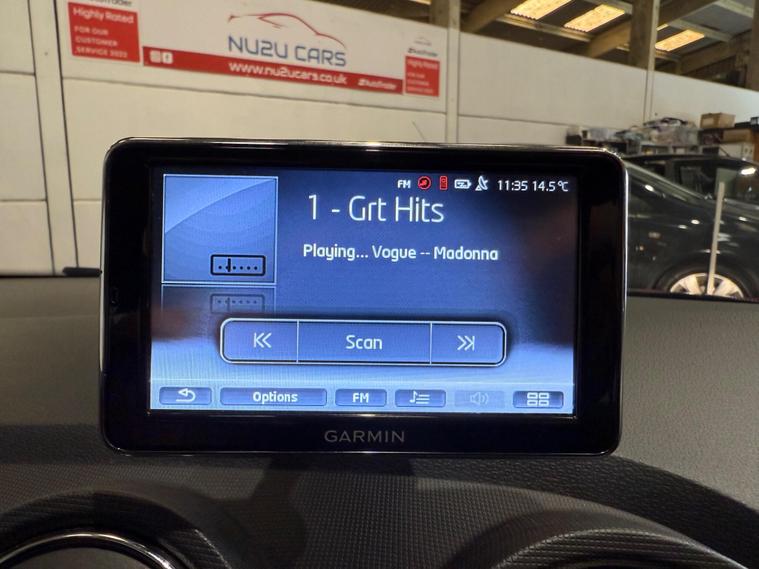 Highly Rated
FOR OUR
CUSTOMER
SERVICE 2022
NU2U CARS
www.nu2ucars.co.uk
AutoTrader
Highly Rated
FM
11:35 14.5°C
1 - Grt Hits
Playing... Vogue -- Madonna
Scan
Options
FM
GARMIN